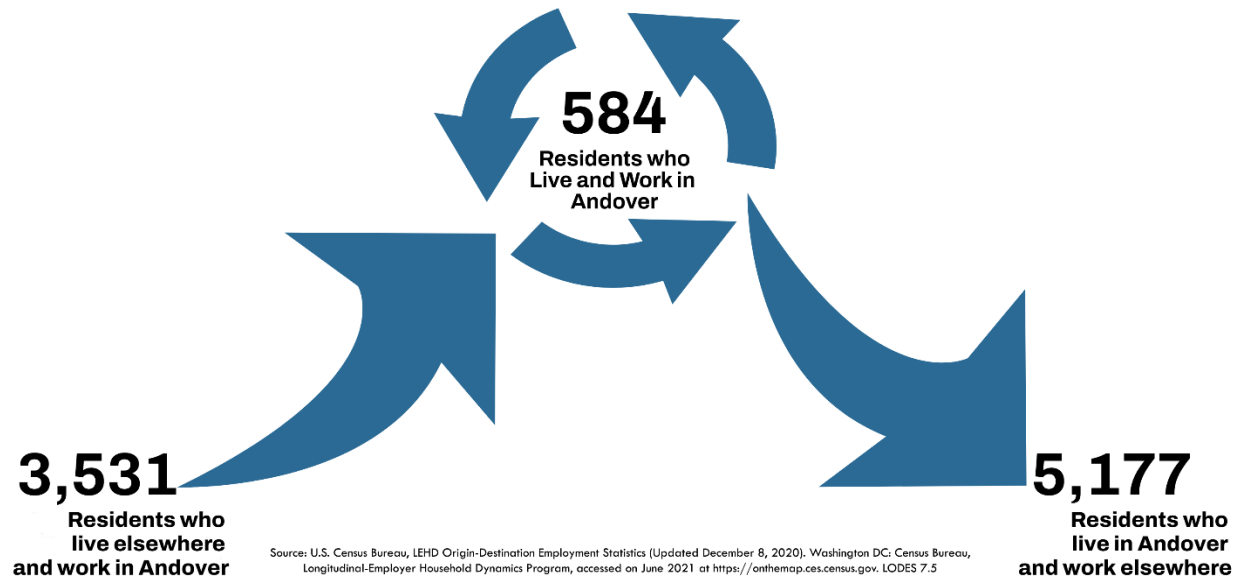 584
Residents who
Live and Work in
Andover
3,531
Residents who
live elsewhere
and work in Andover
5,177
Residents who
live in Andover
and work elsewhere
Source: U.S. Census Bureau, LEHD Origin-Destination Employment Statistics (Updated December 8, 2020). Washington DC: Census Bureau,
Longitudinal-Employer Household Dynamics Program, accessed on June 2021 at https://onthemap.ces.census.gov. LODES 7.5